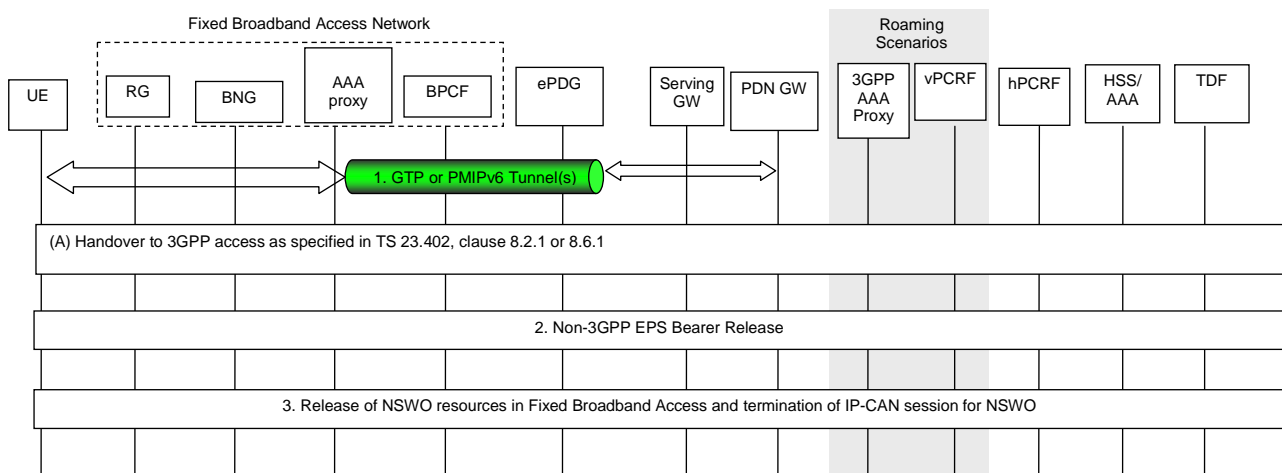 Fixed Broadband Access Network
Roaming
Scenarios
UE
RG
BNG
AAA
proxy
BPCF
ePDG
Serving
GW
PDN GW
3GPP
AAA
Proxy
vPCRF
hPCRF
HSS/
AAA
TDF
1. GTP or PMIPv6 Tunnel(s)
(A) Handover to 3GPP access as specified in TS 23.402, clause 8.2.1 or 8.6.1
2. Non-3GPP EPS Bearer Release
3. Release of NSWO resources in Fixed Broadband Access and termination of IP-CAN session for NSWO